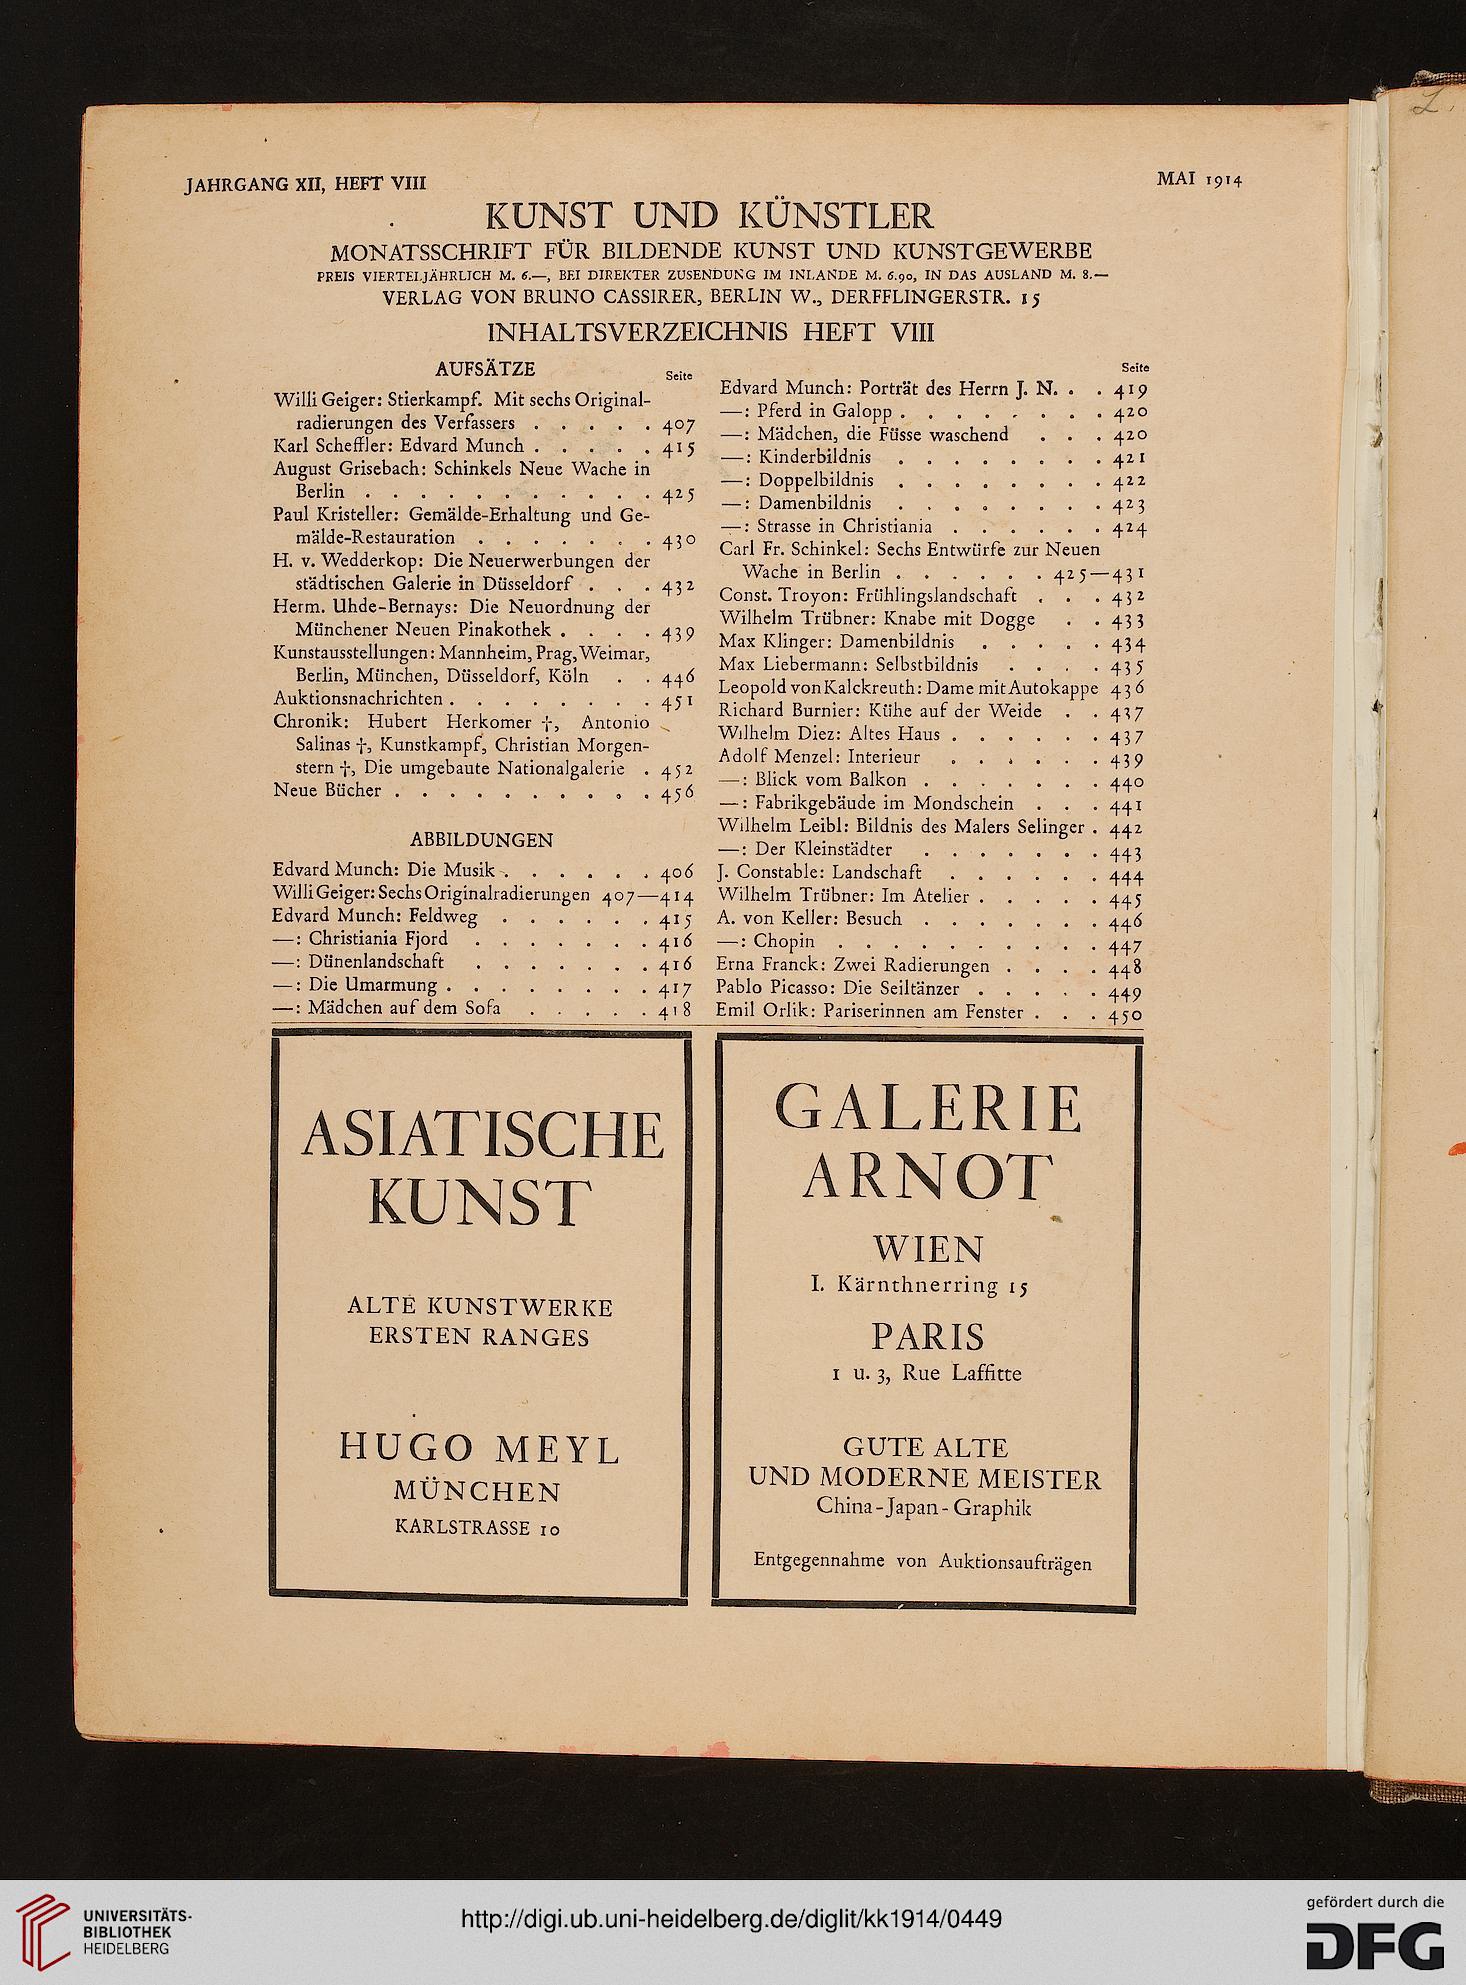 JAHRGANG XII, HEFT VIII
MAI 1914
KUNST UND KÜNSTLER
MONATSSCHRIFT FÜR BILDENDE KUNST UND KUNSTGEWERBE
PREIS VIERTELJÄHRLICH M. 6.—, BEI DIREKTER ZUSENDUNG IM INLANDE M. 6.90, IN DAS AUSLAND M. 8.—
VERLAG VON BRUNO CASSIRER, BERLIN W., DERFFLINGERSTR. 15
INHALTSVERZEICHNIS HEFT VIII
AUFSÄTZE
Seite
Willi Geiger: Stierkampf. Mit sechs Original-
radierungen des Verfassers . . . . . 407
Karl Scheffler: Edvard Munch . . . . . 415
August Grisebach: Schinkels Neue Wache in
Berlin . . . . . . . . . . . 425
Paul Kristeller: Gemälde-Erhaltung und Ge-
mälde-Restauration . . . . . . . 430
H. v. Wedderkop: Die Neuerwerbungen der
städtischen Galerie in Düsseldorf . . . 432
Herm. Uhde-Bernays: Die Neuordnung der
Münchener Neuen Pinakothek . . . . 439
Kunstausstellungen: Mannheim, Prag, Weimar,
Berlin, München, Düsseldorf, Köln . . 446
Auktionsnachrichten . . . . . . . . 451
Chronik: Hubert Herkomer †, Antonio
Salinas †, Kunstkampf, Christian Morgen-
stern †, Die umgebaute Nationalgalerie . 452
Neue Bücher . . . . . . . . . . 456
ABBILDUNGEN
Edvard Munch: Die Musik . . . . . . 406
Willi Geiger: Sechs Originalradierungen 407—414
Edvard Munch: Feldweg . . . . . . 415
—: Christiania Fjord . . . . . . . 416
—: Dünenlandschaft . . . . . . . 416
—: Die Umarmung . . . . . . . . 417
—: Mädchen auf dem Sofa . . . . . 418
Seite
Edvard Munch: Porträt des Herrn J. N. . . 419
—: Pferd in Galopp . . . . . . . . 420
—: Mädchen, die Füsse waschend . . . 420
—: Kinderbildnis . . . . . . . . 421
—: Doppelbildnis . . . . . . . . 422
—: Damenbildnis . . . . . . . . 423
—: Strasse in Christiania . . . . . . 424
Carl Fr. Schinkel: Sechs Entwürfe zur Neuen
Wache in Berlin . . . . . . 425—431
Const. Troyon: Frühlingslandschaft . . . 432
Wilhelm Trübner: Knabe mit Dogge . . 433
Max Klinger: Damenbildnis . . . . . 434
Max Liebermann: Selbstbildnis . . . . 435
Leopold von Kalckreuth: Dame mit Autokappe 436
Richard Burnier: Kühe auf der Weide . . 437
Wilhelm Diez: Altes Haus . . . . . . 437
Adolf Menzel: Interieur . . . . . . 439
—: Blick vom Balkon . . . . . . . 440
—: Fabrikgebäude im Mondschein . . . 441
Wilhelm Leibl: Bildnis des Malers Selinger . 442
—: Der Kleinstädter . . . . . . . 443
J. Constable: Landschaft . . . . . . 444
Wilhelm Trübner: Im Atelier . . . . . 445
A. von Keller: Besuch . . . . . . . 446
—: Chopin . . . . . . . . . . 447
Erna Franck: Zwei Radierungen . . . . 448
Pablo Picasso: Die Seiltänzer . . . . . 449
Emil Orlik: Pariserinnen am Fenster . . . 450
ASIATISCHE
KUNST
ALTE KUNSTWERKE
ERSTEN RANGES
HUGO MEYL
MÜNCHEN
KARLSTRASSE 10
GALERIE
ARNOT
WIEN
I. Kärnthnerring 15
PARIS
1 u. 3, Rue Laffitte
GUTE ALTE
UND MODERNE MEISTER
China-Japan-Graphik
Entgegennahme von Auktionsaufträgen
UNIVERSITÄTS-
BIBLIOTHEK
HEIDELBERG
http://digi.ub.uni-heidelberg.de/diglit/kk1914/0449
gefördert durch die
DFG